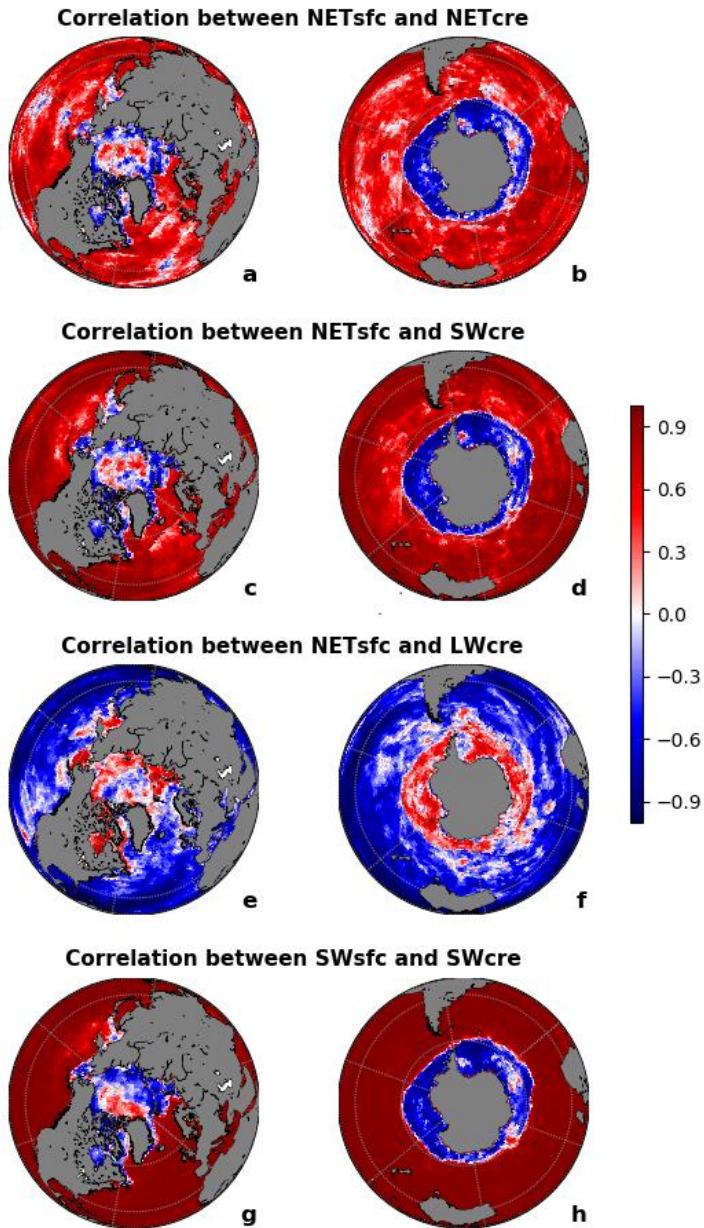 Correlation between NETsfc and NETcre
a
b
Correlation between NETsfc and SWcre
c
d
0.9
0.6
0.3
0.0
−0.3
−0.6
−0.9
Correlation between NETsfc and LWcre
e
f
Correlation between SWsfc and SWcre
g
h